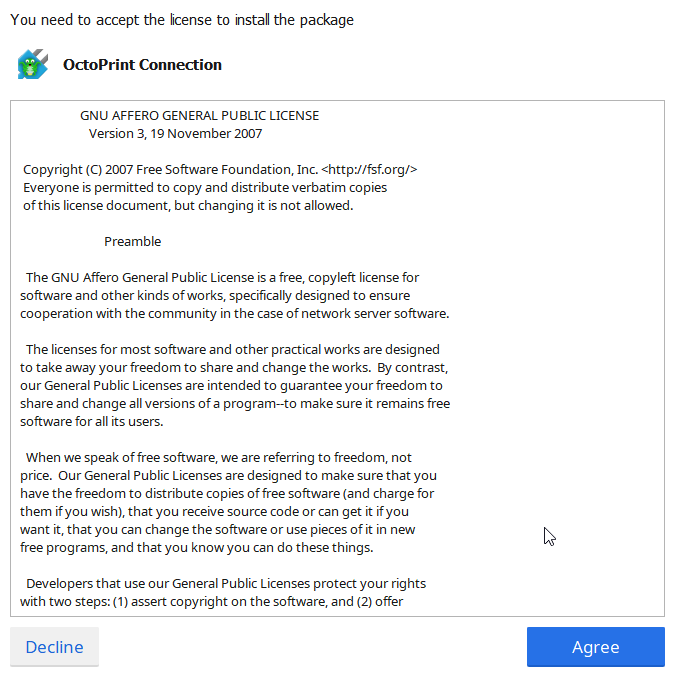 You need to accept the license to install the package
OctoPrint Connection
GNU AFFERO GENERAL PUBLIC LICENSE
Version 3, 19 November 2007
Copyright (C) 2007 Free Software Foundation, Inc. <http://fsf.org/>
Everyone is permitted to copy and distribute verbatim copies
of this license document, but changing it is not allowed.
Preamble
The GNU Affero General Public License is a free, copyleft license for
software and other kinds of works, specifically designed to ensure
cooperation with the community in the case of network server software.
The licenses for most software and other practical works are designed
to take away your freedom to share and change the works.  By contrast,
our General Public Licenses are intended to guarantee your freedom to
share and change all versions of a program--to make sure it remains free
software for all its users.
When we speak of free software, we are referring to freedom, not
price.  Our General Public Licenses are designed to make sure that you
have the freedom to distribute copies of free software (and charge for
them if you wish), that you receive source code or can get it if you
want it, that you can change the software or use pieces of it in new
free programs, and that you know you can do these things.
Developers that use our General Public Licenses protect your rights
with two steps: (1) assert copyright on the software, and (2) offer
Decline
Agree